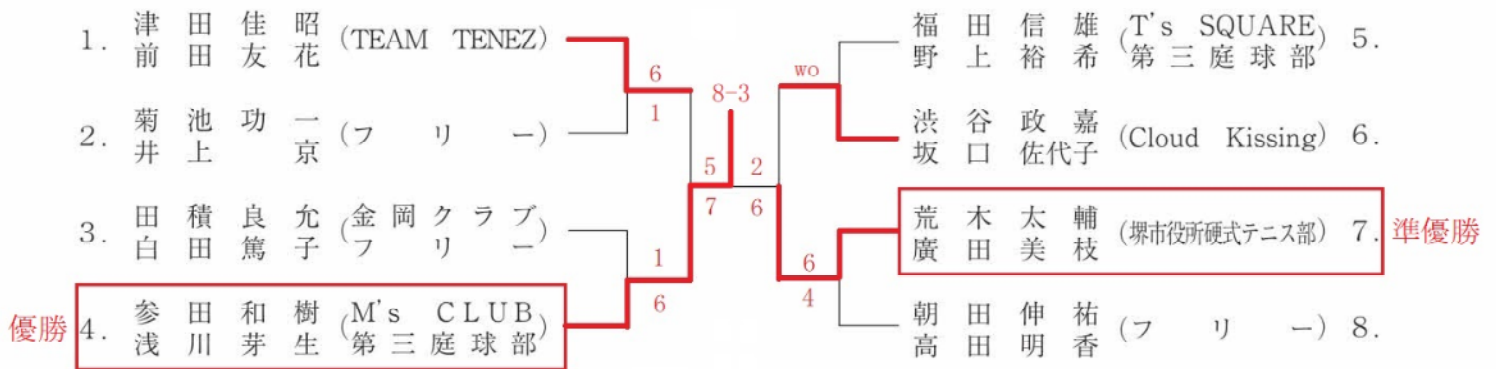 1. 津田佳昭 (TEAM TENEZ)
前田友花
2. 菊池功一 (フリー)
井上京
3. 田積良允 (金岡クラブ
白田篤子 フリー)
優勝 4. 参田和樹 (M's CLUB
浅川芽生 第三庭球部)
6
1
1
6
5
7
8-3
2
6
wo
6
4
福田信雄 (T's SQUARE) 5.
野上裕希 第三庭球部
渋谷政嘉 (Cloud Kissing) 6.
坂口佐代子
荒木太輔 (堺市役所硬式テニス部) 7. 準優勝
廣田美枝
朝田伸祐 (フリー) 8.
高田明香